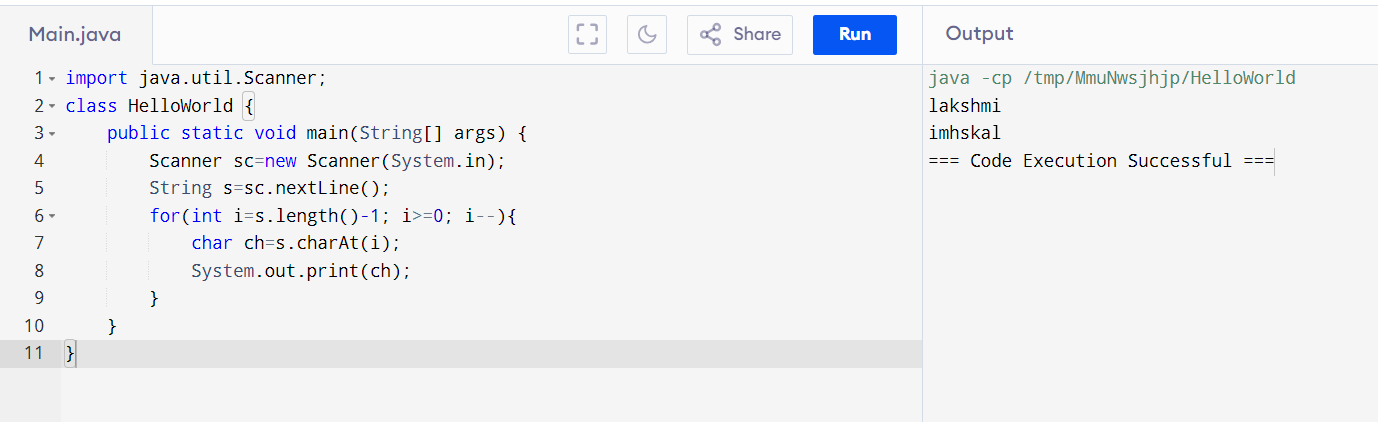 Main.java
Share
Run
Output
1 import java.util.Scanner;
2 class HelloWorld {
3     public static void main(String[] args) {
4         Scanner sc=new Scanner(System.in);
5         String s=sc.nextLine();
6         for(int i=s.length()-1; i>=0; i--){
7             char ch=s.charAt(i);
8             System.out.print(ch);
9         }
10     }
11 }
java -cp /tmp/MmuNwsjhjp/HelloWorld
lakshmi
imhskal
=== Code Execution Successful ===